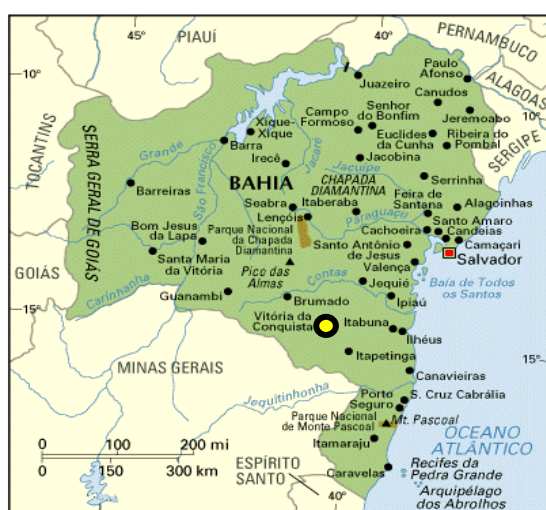 45°
40°
PIAUÍ
PERNAMBUCO
10°
Paulo
Afonso
Juazeiro
ALAGOAS
Canudos
TOCANTINS
SERRA GERAL DE GOIÁS
Xique-
Xique
Campo
Formoso
Senhor
do Bonfim
Jeremoabo
10°
Euclides
da Cunha
Ribeira do
Pombal
SERGIPE
Grande
Barra
São Francisco
Irecê
Jacaré
Jacobina
Jacuípe
Barreiras
BAHIA
CHAPADA
DIAMANTINA
Serrinha
Seabra
Itaberaba
Feira de
Santana
Alagoinhas
Lençóis
Paraguaçu
Santo Amaro
Bom Jesus
da Lapa
Parque Nacional
da Chapada
Diamantina
Cachoeira
Candeias
Camaçari
GOIÁS
Santa Maria
da Vitória
Santo Antônio
de Jesus
Salvador
Pico das
Almas
Valença
Contas
Baía de Todos
os Santos
Carinhanha
Guanambi
Jequié
Brumado
Ipiaú
15°
Vitória da
Conquista
Itabuna
Ilhéus
MINAS GERAIS
Itapetinga
15°
Canavieiras
Jequitinhonha
Porto
Seguro
S. Cruz Cabrália
Parque Nacional
de Monte Pascoal
Mt. Pascoal
0 100 200 mi
Itamaraju
OCEANO
ATLÂNTICO
0 150 300 km
ESPÍRITO
SANTO
Caravelas
Recifes da
Pedra Grande
40°
Arquipélago
dos Abrolhos